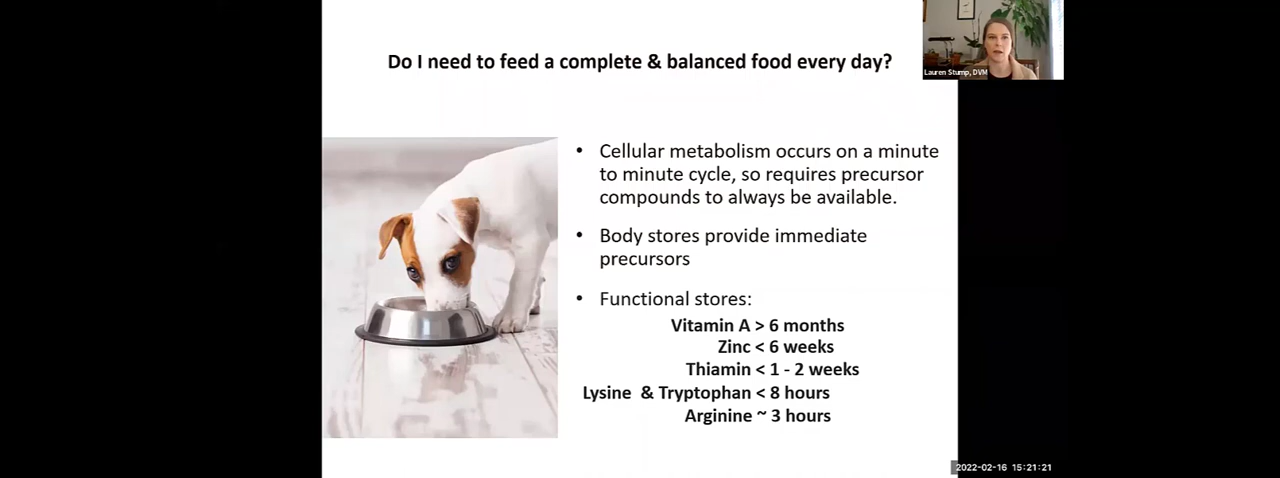 Do I need to feed a complete & balanced food every day?
Lauren Stump, DVM
• Cellular metabolism occurs on a minute
to minute cycle, so requires precursor
compounds to always be available.
• Body stores provide immediate
precursors
• Functional stores:
Vitamin A > 6 months
Zinc < 6 weeks
Thiamin < 1 - 2 weeks
Lysine & Tryptophan < 8 hours
Arginine ~ 3 hours
2022-02-16 15:21:21